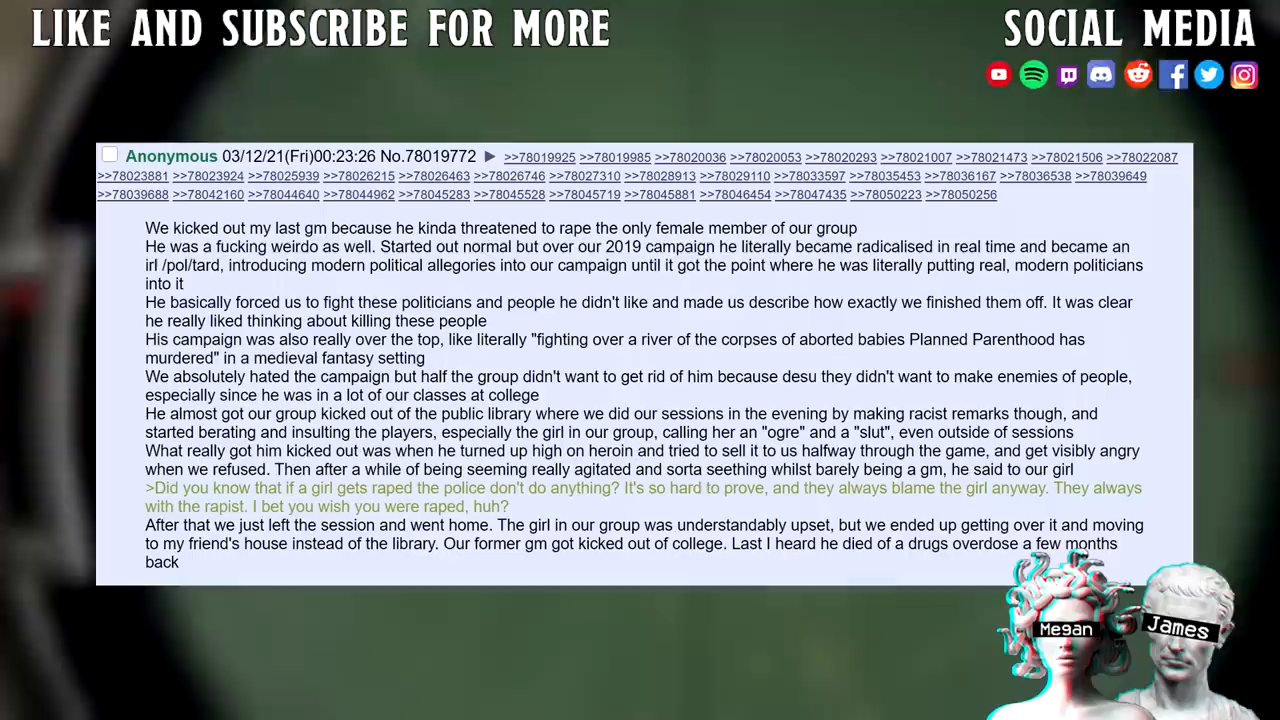 LIKE AND SUBSCRIBE FOR MORE
SOCIAL MEDIA
Anonymous 03/12/21(Fri)00:23:26 No.78019772 ▶ >>78019925 >>78019985 >>78020036 >>78020053 >>78020293 >>78021007 >>78021473 >>78021506 >>78022087
>>78023881 >>78023924 >>78025939 >>78026215 >>78026463 >>78026746 >>78027310 >>78028913 >>78029110 >>78033597 >>78035453 >>78036167 >>78036538 >>78039649
>>78039688 >>78042160 >>78044640 >>78044962 >>78045283 >>78045528 >>78045719 >>78045881 >>78046454 >>78047435 >>78050223 >>78050256
We kicked out my last gm because he kinda threatened to rape the only female member of our group
He was a fucking weirdo as well. Started out normal but over our 2019 campaign he literally became radicalised in real time and became an
irl /pol/tard, introducing modern political allegories into our campaign until it got the point where he was literally putting real, modern politicians
into it
He basically forced us to fight these politicians and people he didn't like and made us describe how exactly we finished them off. It was clear
he really liked thinking about killing these people
His campaign was also really over the top, like literally "fighting over a river of the corpses of aborted babies Planned Parenthood has
murdered" in a medieval fantasy setting
We absolutely hated the campaign but half the group didn't want to get rid of him because desu they didn't want to make enemies of people,
especially since he was in a lot of our classes at college
He almost got our group kicked out of the public library where we did our sessions in the evening by making racist remarks though, and
started berating and insulting the players, especially the girl in our group, calling her an "ogre" and a "slut", even outside of sessions
What really got him kicked out was when he turned up high on heroin and tried to sell it to us halfway through the game, and get visibly angry
when we refused. Then after a while of being seeming really agitated and sorta seething whilst barely being a gm, he said to our girl
>Did you know that if a girl gets raped the police don't do anything? It's so hard to prove, and they always blame the girl anyway. They always
with the rapist. I bet you wish you were raped, huh?
After that we just left the session and went home. The girl in our group was understandably upset, but we ended up getting over it and moving
to my friend's house instead of the library. Our former gm got kicked out of college. Last I heard he died of a drugs overdose a few months
back
Megan
James